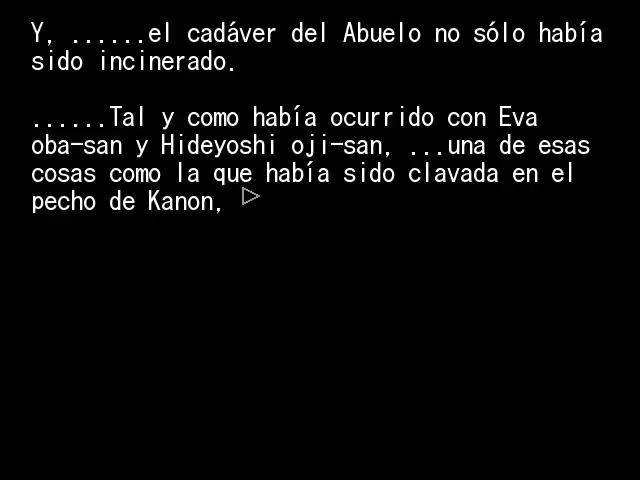 Y, ......el cadáver del Abuelo no sólo había
sido incinerado.
......Tal y como había ocurrido con Eva
oba-san y Hideyoshi oji-san, ...una de esas
cosas como la que había sido clavada en el
pecho de Kanon,